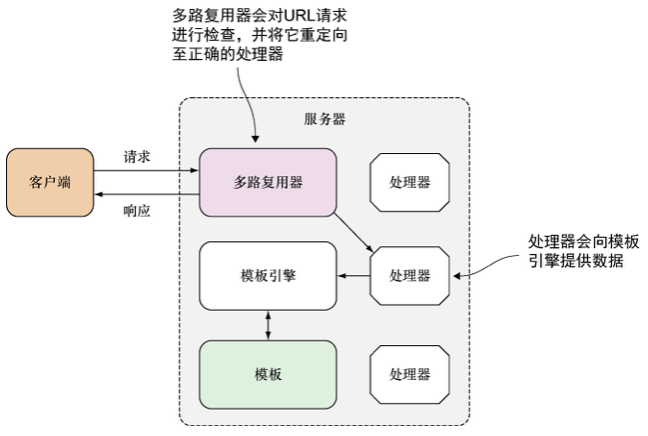 多路复用器会对URL请求
进行检查，并将它重定向
至正确的处理器
服务器
请求
客户端
多路复用器
处理器
响应
模板引擎
处理器
处理器会向模板
引擎提供数据
模板
处理器